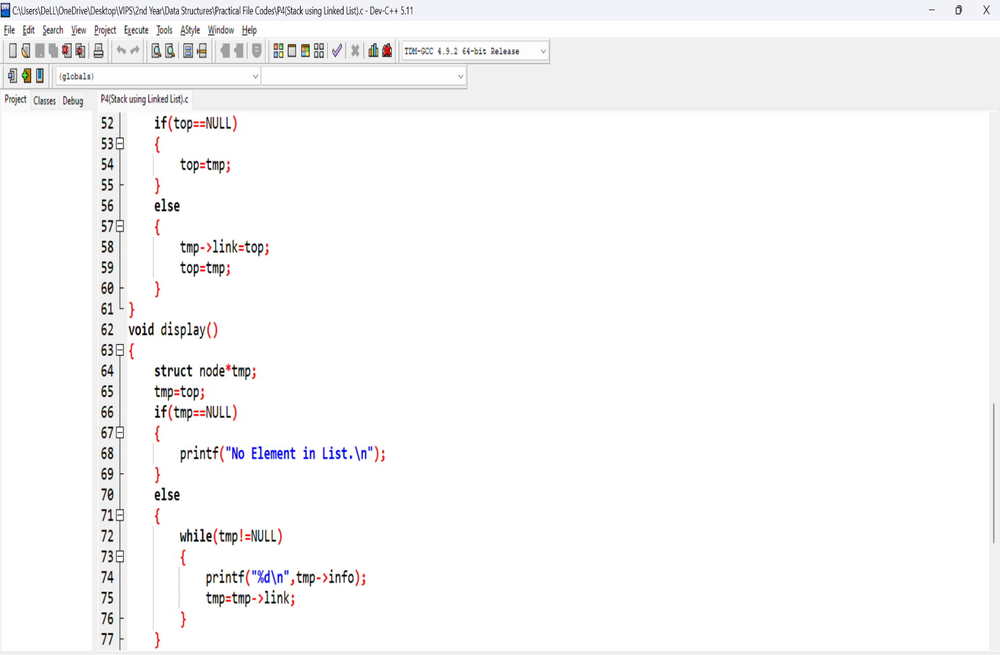 C:\Users\DeLL\OneDrive\Desktop\VIPS\2nd Year\Data Structures\Practical File Codes\P4(Stack using Linked List).c - Dev-C++ 5.11
File Edit Search View Project Execute Tools AStyle Window Help
TDM-GCC 4.9.2 64-bit Release
(globals)
Project Classes Debug P4(Stack using Linked List).c
52 if(top==NULL)
53 {
54 top=tmp;
55 }
56 else
57 {
58 tmp->link=top;
59 top=tmp;
60 }
61 }
62 void display()
63 {
64 struct node*tmp;
65 tmp=top;
66 if(tmp==NULL)
67 {
68 printf("No Element in List.\n");
69 }
70 else
71 {
72 while(tmp!=NULL)
73 {
74 printf("%d\n",tmp->info);
75 tmp=tmp->link;
76 }
77 }